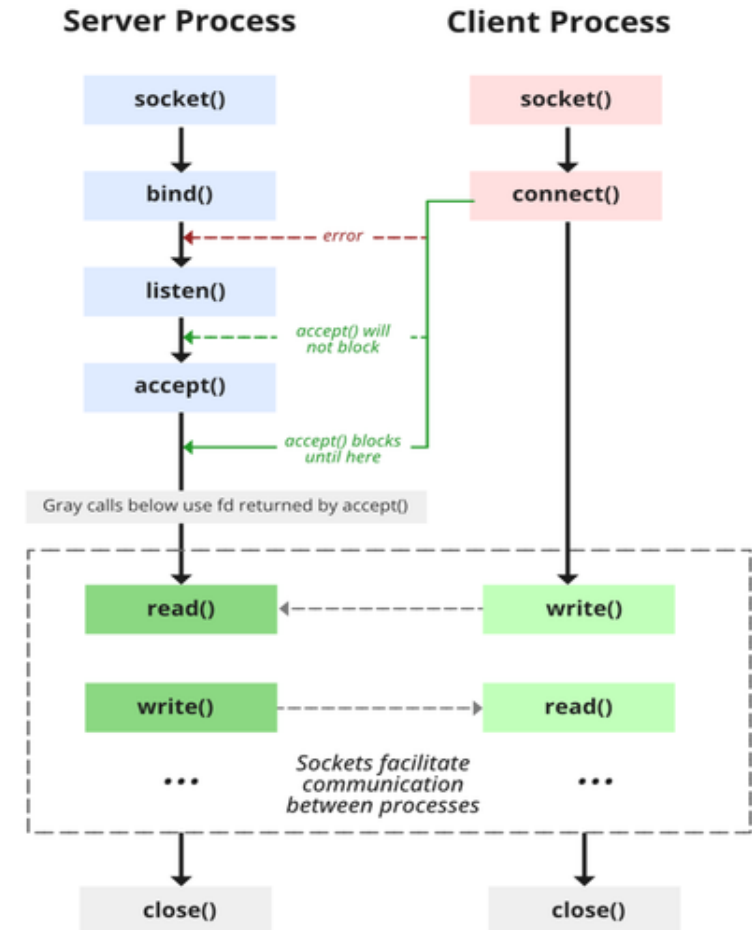 Server Process
Client Process
socket()
socket()
bind()
connect()
error
listen()
accept() will
not block
accept()
accept() blocks
until here
Gray calls below use fd returned by accept()
read()
write()
write()
read()
...
Sockets facilitate
communication
between processes
...
close()
close()